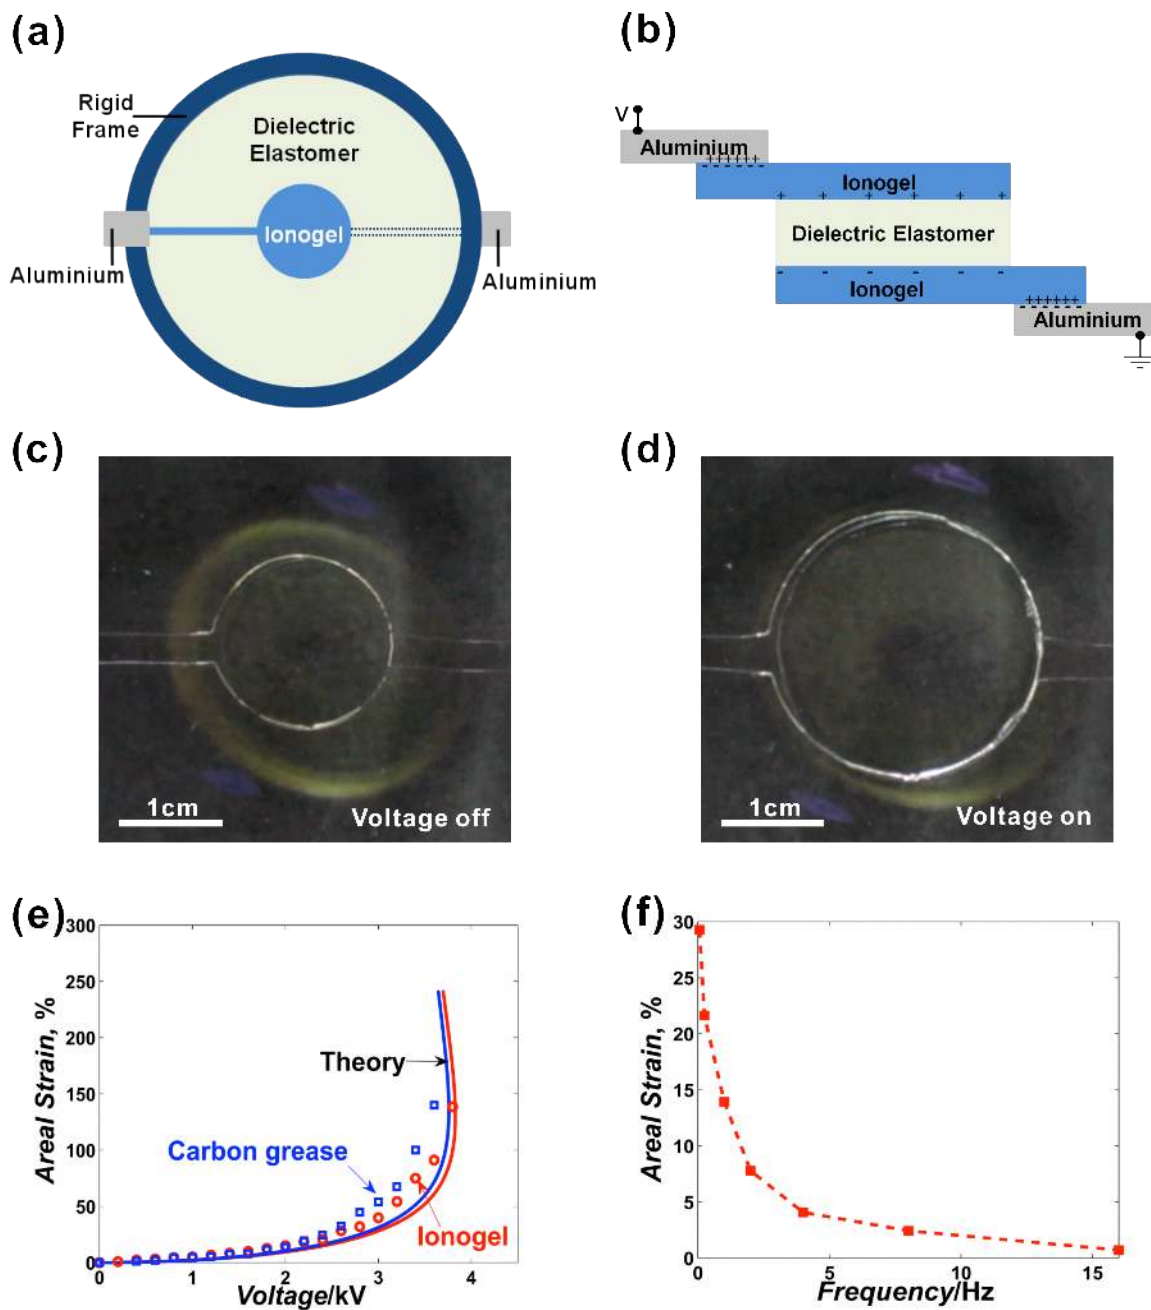 (a)
Rigid
Frame
Dielectric
Elastomer
Ionogel
Aluminium
Aluminium
(b)
V
Aluminium
++++++
- - - - - -
Ionogel
+ + + + + +
Dielectric Elastomer
- - - - - -
Ionogel
++++++
- - - - - -
Aluminium
(c)
1cm
Voltage off
(d)
1cm
Voltage on
(e)
300
250
200
150
100
50
0
Areal Strain, %
Theory
Carbon grease
Ionogel
0 1 2 3 4
Voltage/kV
(f)
30
25
20
15
10
5
0
Areal Strain, %
0 5 10 15
Frequency/Hz